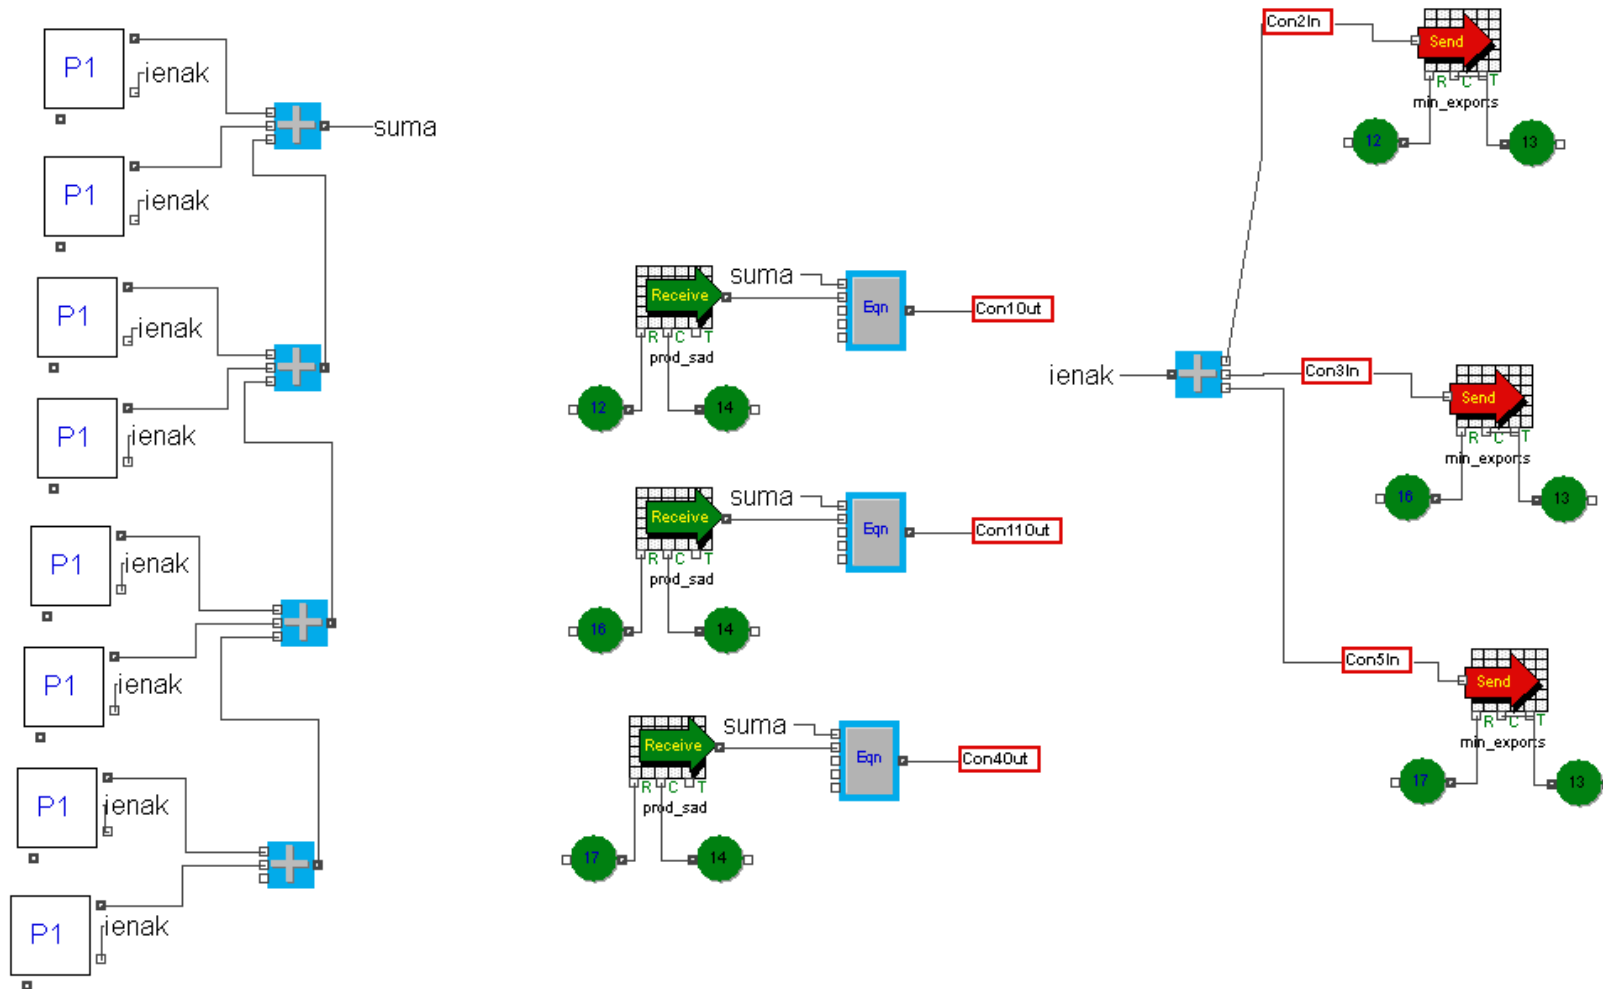 P1
ienak
suma
P1
ienak
P1
ienak
P1
ienak
P1
ienak
P1
ienak
P1
ienak
P1
ienak
Receive
suma
Eqn
Con1Out
R C T
prod_sad
12
14
Receive
suma
Eqn
Con11Out
R C T
prod_sad
16
14
Receive
suma
Eqn
Con4Out
R C T
prod_sad
17
14
ienak
Con2In
Send
R C T
min_exports
12
13
Con3In
Send
R C T
min_exports
16
13
Con5In
Send
R C T
min_exports
17
13